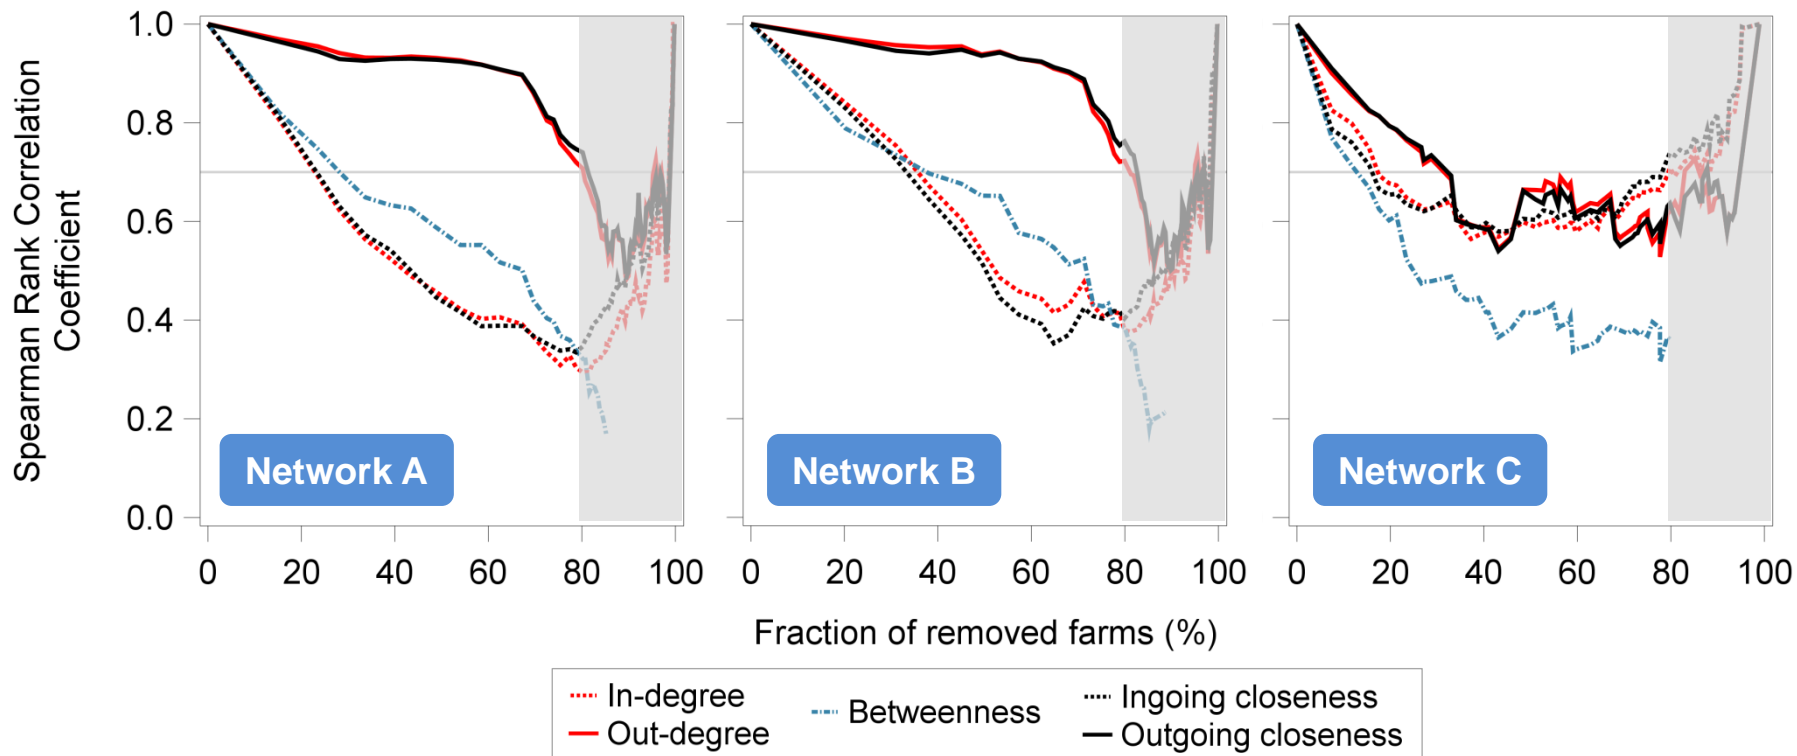 Spearman Rank Correlation
Coefficient
1.0
0.8
0.6
0.4
0.2
0.0
Network A
Network B
Network C
0 20 40 60 80 100
0 20 40 60 80 100
0 20 40 60 80 100
Fraction of removed farms (%)
In-degree
Out-degree
Betweenness
Ingoing closeness
Outgoing closeness